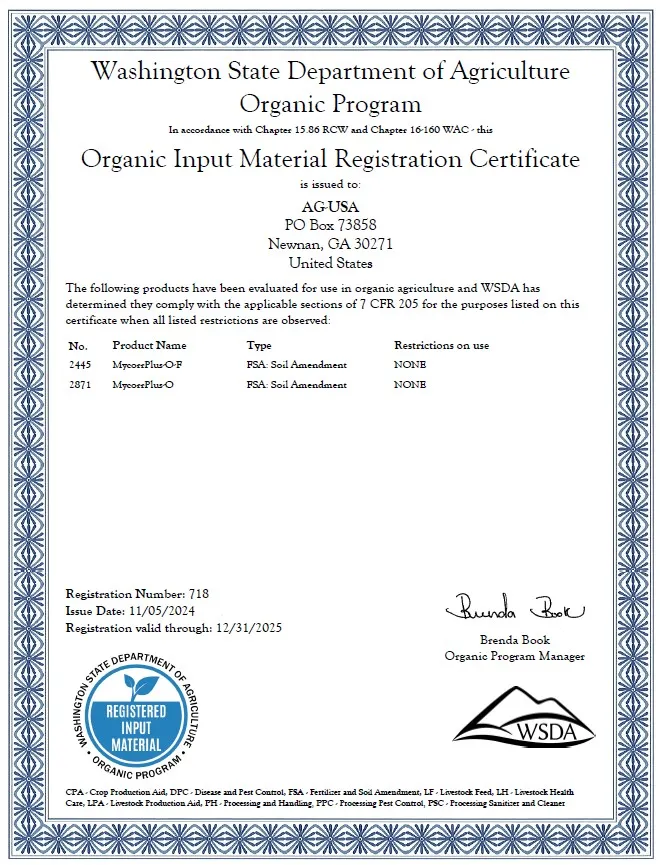 Washington State Department of Agriculture
Organic Program
In accordance with Chapter 15.86 RCW and Chapter 16-160 WAC - this
Organic Input Material Registration Certificate
is issued to:
AG-USA
PO Box 73858
Newnan, GA 30271
United States
The following products have been evaluated for use in organic agriculture and WSDA has
determined they comply with the applicable sections of 7 CFR 205 for the purposes listed on this
certificate when all listed restrictions are observed:
No. Product Name Type Restrictions on use
2445 MycorrPlus-O-F FSA: Soil Amendment NONE
2871 MycorrPlus-O FSA: Soil Amendment NONE
Registration Number: 718
Issue Date: 11/05/2024
Registration valid through: 12/31/2025
Brenda Book
Brenda Book
Organic Program Manager
WASHINGTON STATE DEPARTMENT OF AGRICULTURE
REGISTERED
INPUT
MATERIAL
• ORGANIC PROGRAM •
WSDA
CPA - Crop Production Aid, DPC - Disease and Pest Control, FSA - Fertilizer and Soil Amendment, LF - Livestock Feed, LH - Livestock Health
Care, LPA - Livestock Production Aid, PH - Processing and Handling, PPC - Processing Pest Control, PSC - Processing Sanitizer and Cleaner